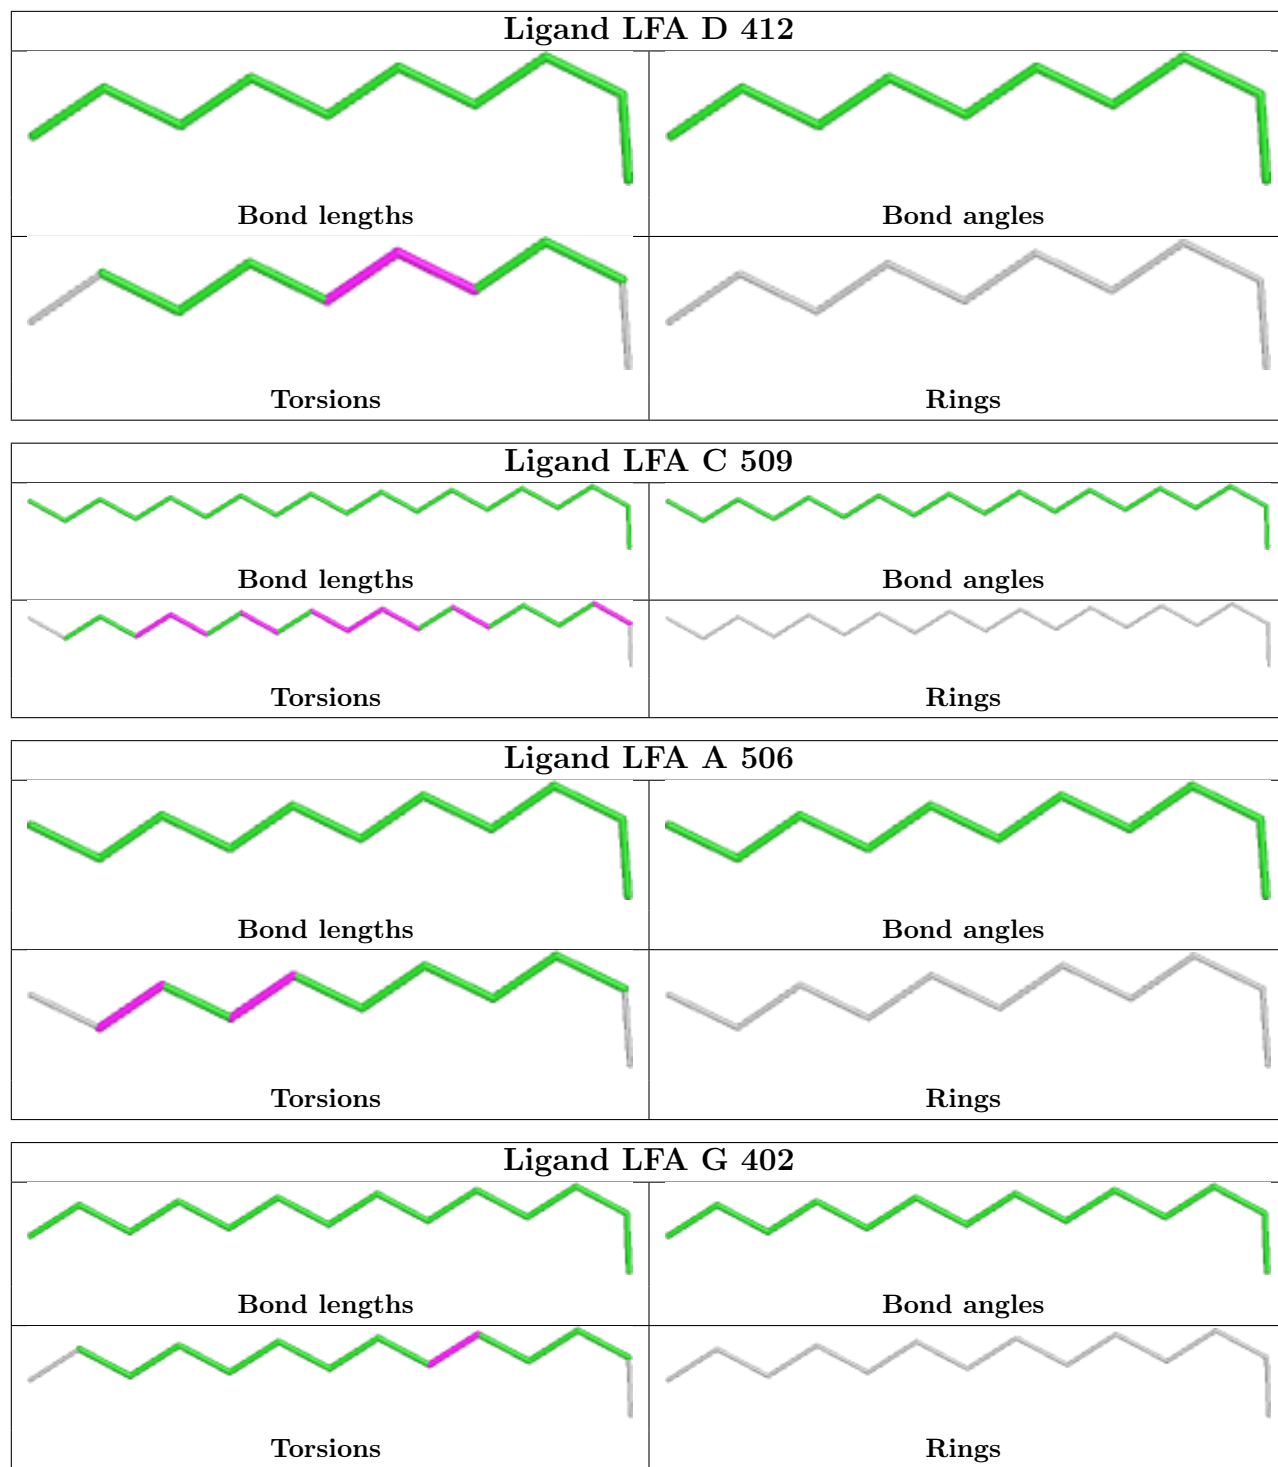 Ligand LFA D 412
Bond lengths
Bond angles
Torsions
Rings
Ligand LFA C 509
Bond lengths
Bond angles
Torsions
Rings
Ligand LFA A 506
Bond lengths
Bond angles
Torsions
Rings
Ligand LFA G 402
Bond lengths
Bond angles
Torsions
Rings